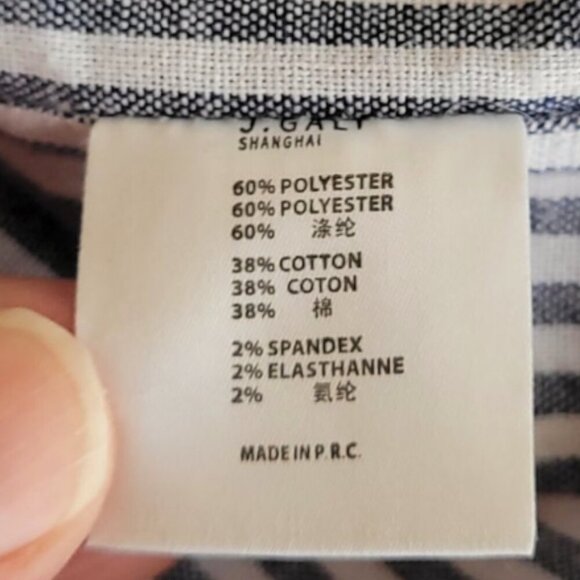 J. GALT
SHANGHAI
60% POLYESTER
60% POLYESTER
60% 涤纶
38% COTTON
38% COTON
38% 棉
2% SPANDEX
2% ELASTHANNE
2% 氨纶
MADE IN P.R.C.